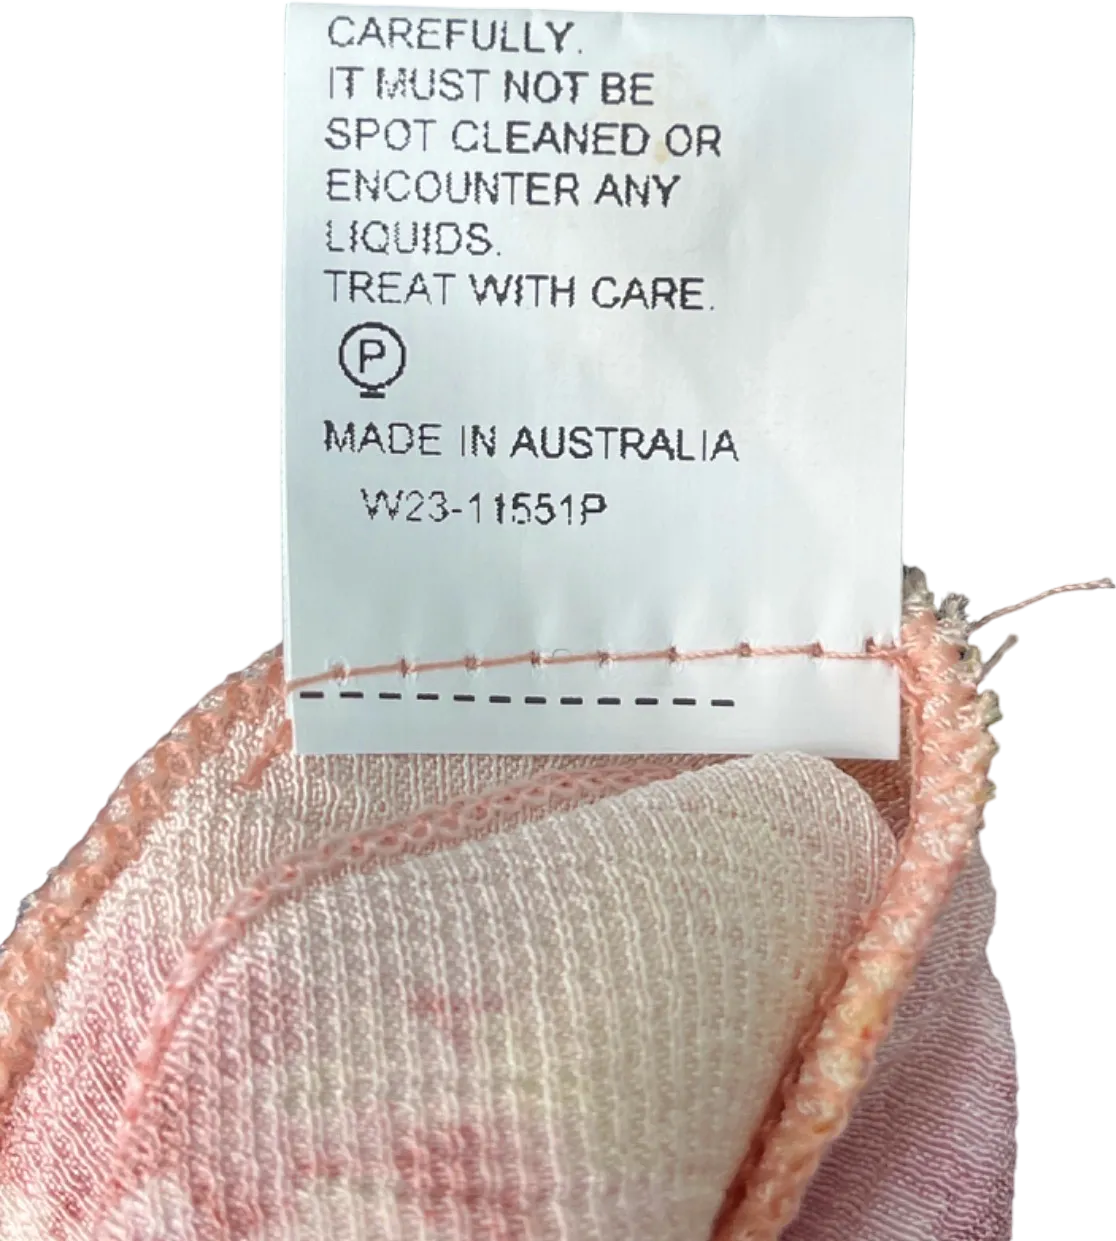 CAREFULLY.
IT MUST NOT BE
SPOT CLEANED OR
ENCOUNTER ANY
LIQUIDS.
TREAT WITH CARE.
P
MADE IN AUSTRALIA
W23-11551P